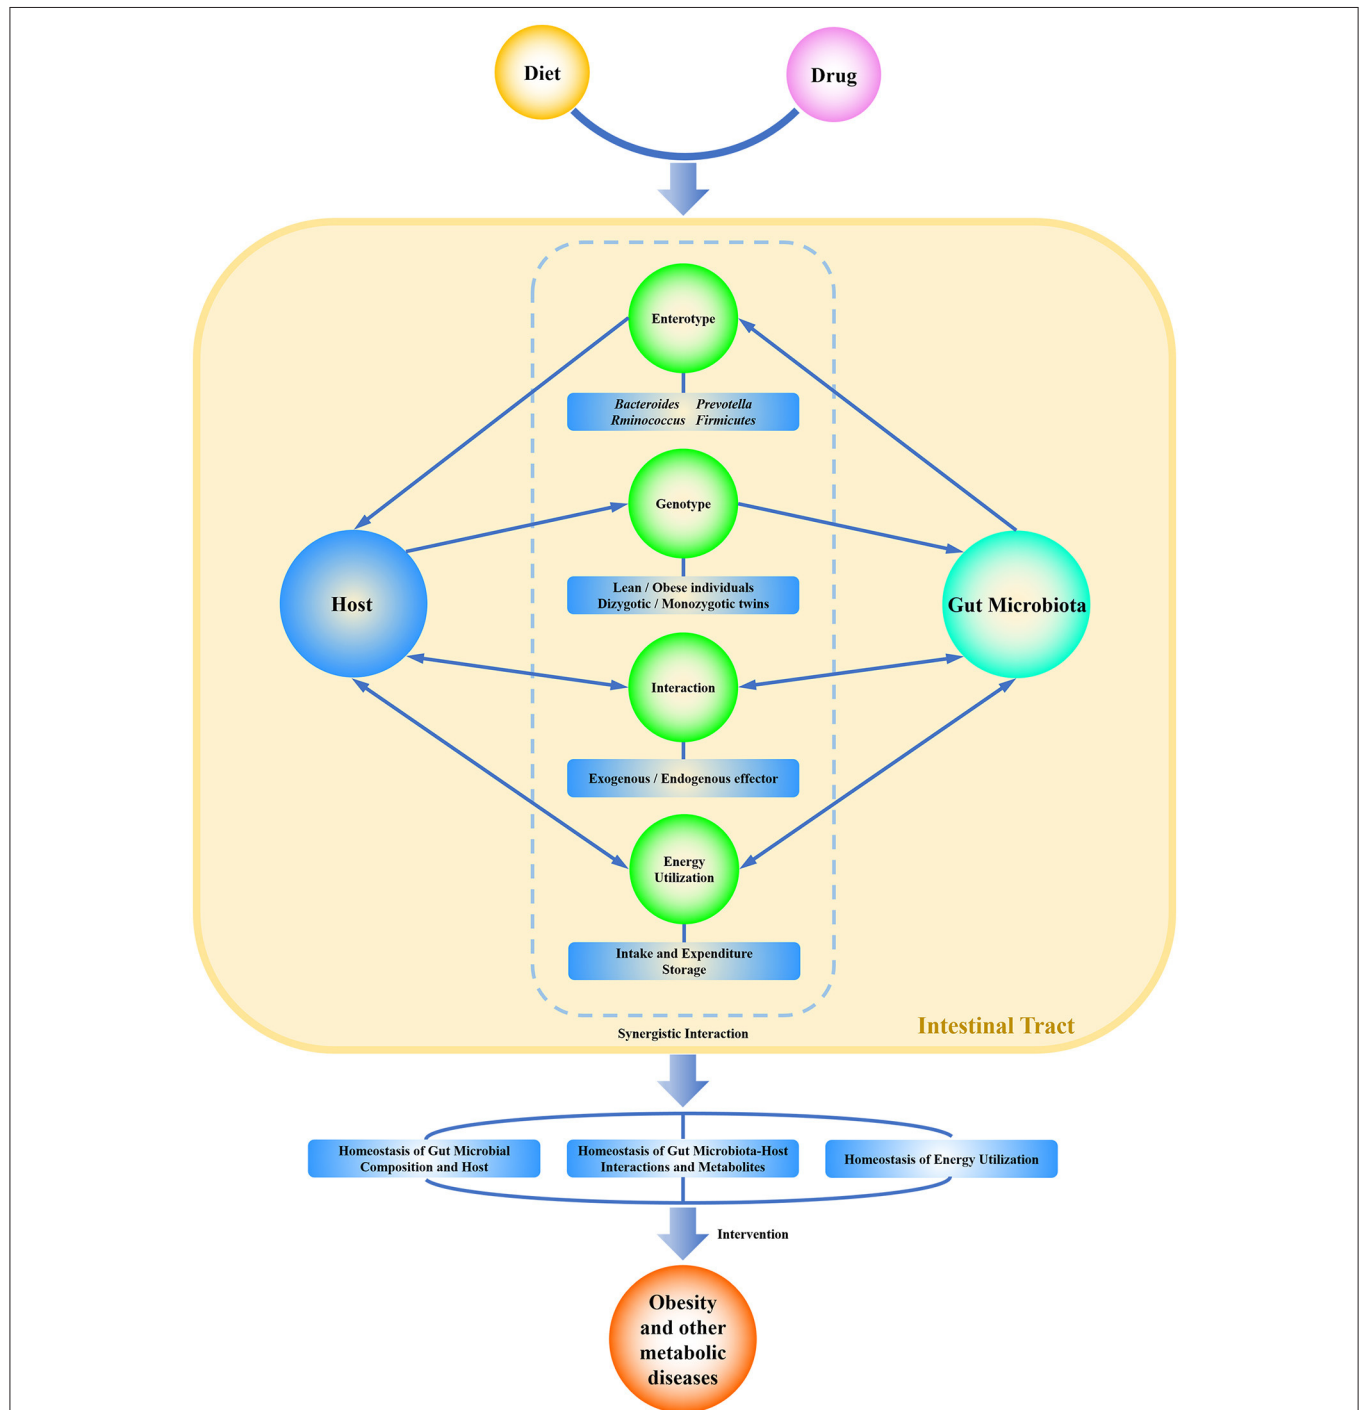 Diet
Drug
Enterotype
Bacteroides Prevotella
Rminococcus Firmicutes
Genotype
Lean / Obese individuals
Dizygotic / Monozygotic twins
Host
Gut Microbiota
Interaction
Exogenous / Endogenous effector
Energy
Utilization
Intake and Expenditure
Storage
Intestinal Tract
Synergistic Interaction
Homeostasis of Gut Microbial
Composition and Host
Homeostasis of Gut Microbiota-Host
Interactions and Metabolites
Homeostasis of Energy Utilization
Intervention
Obesity
and other
metabolic
diseases